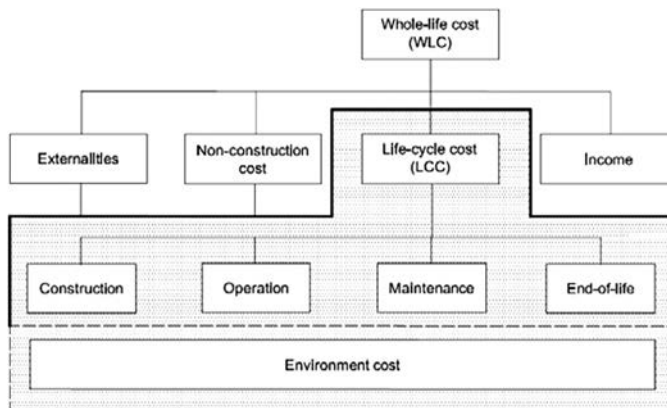 Whole-life cost
(WLC)
Externalities
Non-construction
cost
Life-cycle cost
(LCC)
Income
Construction
Operation
Maintenance
End-of-life
Environment cost